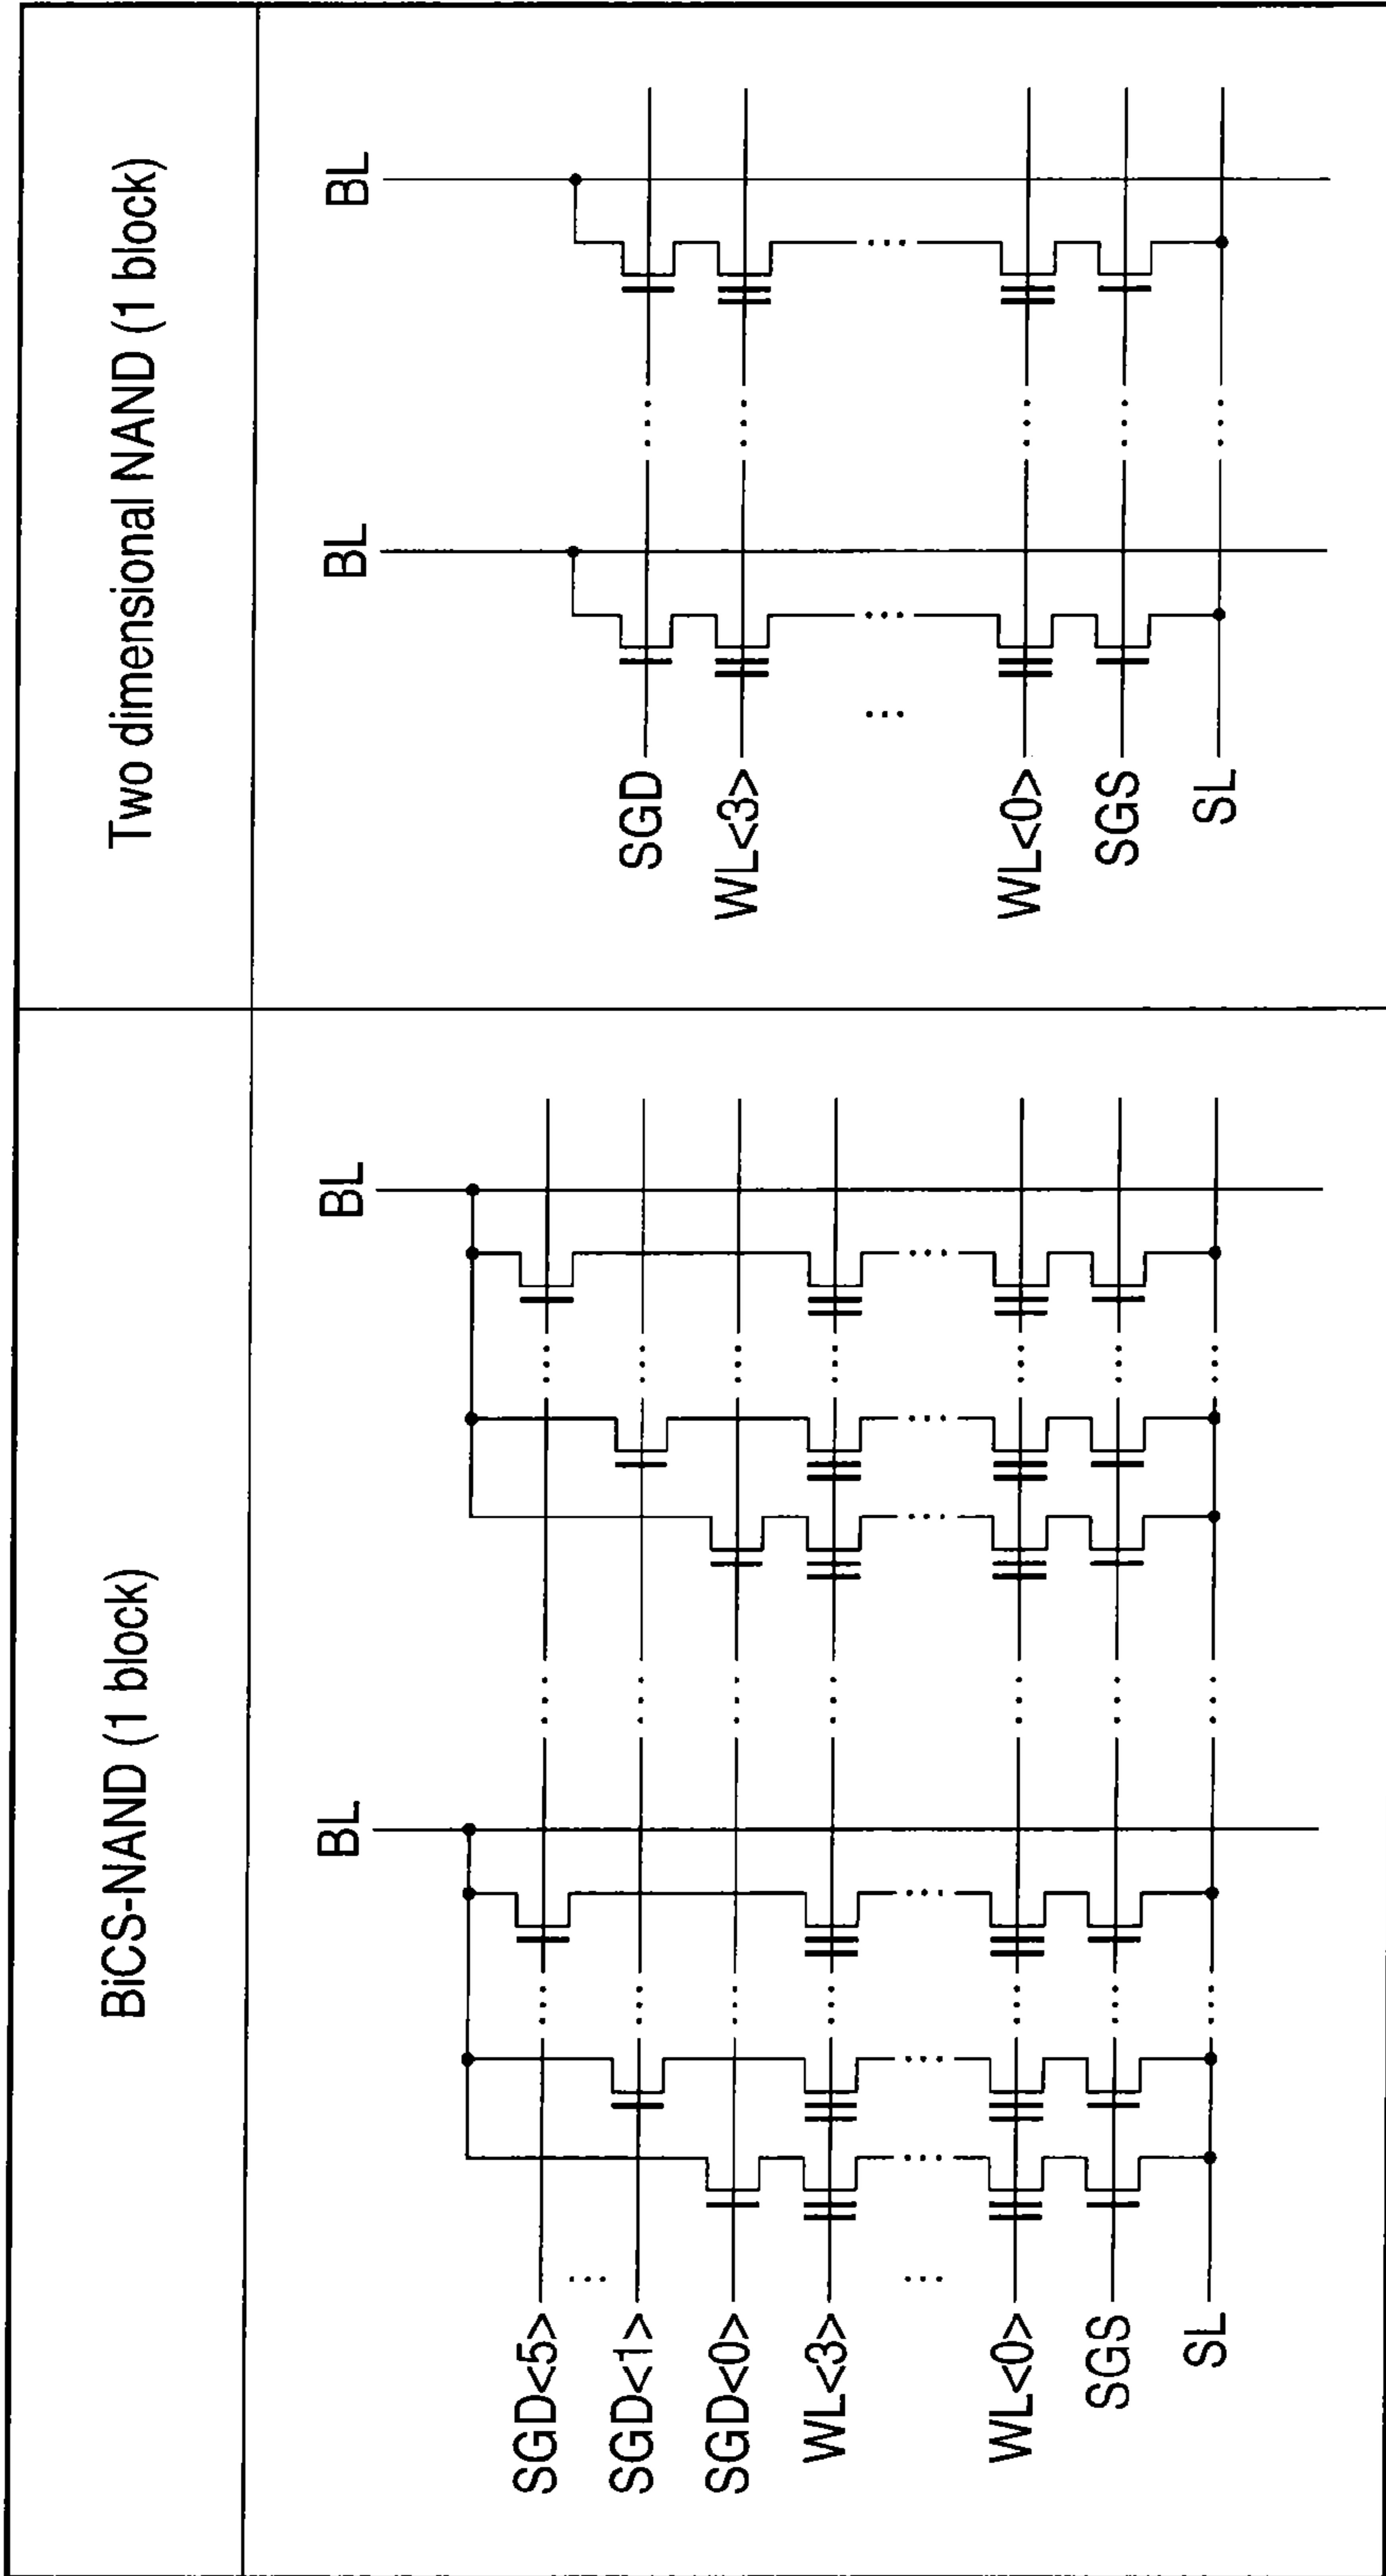 BiCS-NAND (1 block)
Two dimensional NAND (1 block)
BL
BL
SGD<5>
...
SGD<1>
SGD<0>
WL<3>
...
WL<0>
SGS
SL
BL
BL
SGD
WL<3>
...
WL<0>
SGS
SL